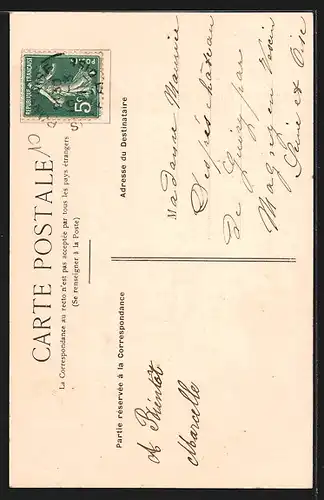 CARTE POSTALE
La Correspondance au recto n'est pas acceptée par tous les pays étrangers
(Se renseigner à la Poste)
RÉPUBLIQUE FRANÇAISE
5c
POSTES
Partie réservée à la Correspondance
A Bientôt
Marcelle
Adresse du Destinataire
Madame Maurice
Després château
de par
Magny en Vexin
Seine et Oise